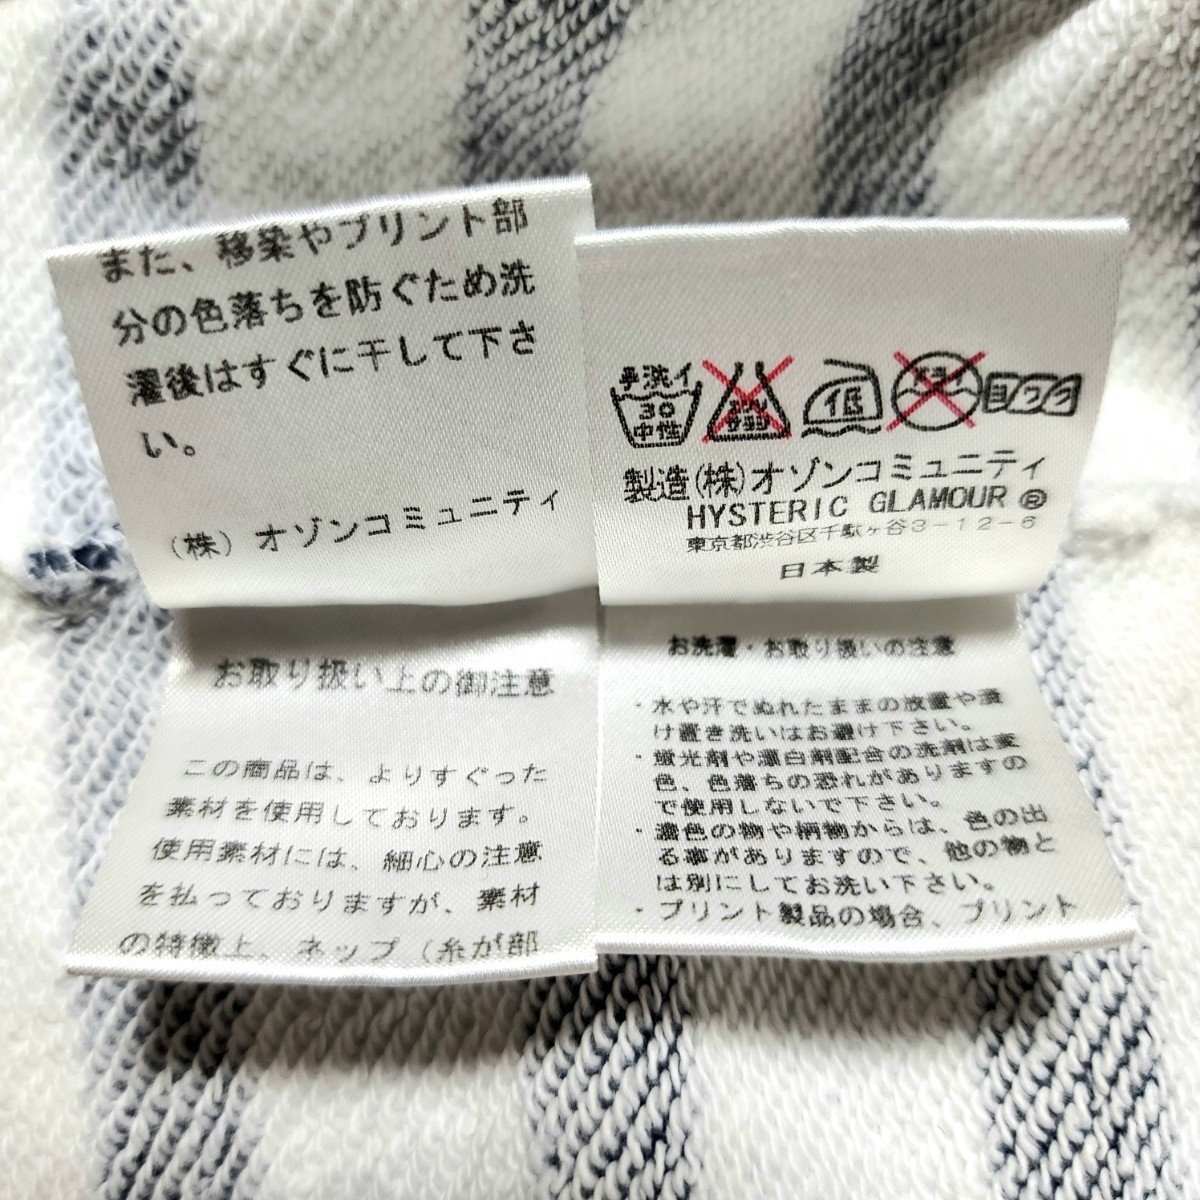 また、移染やプリント部
分の色落ちを防ぐため洗
濯後はすぐに干して下さ
い。
(株) オゾンコミュニティ
手洗イ
30
中性
エンソ
サラシ
低
ドライ
ヨワク
製造(株)オゾンコミュニティ
HYSTERIC GLAMOUR ®
東京都渋谷区千駄ヶ谷3-12-6
日本製
お取り扱い上の御注意
この商品は、よりすぐった
素材を使用しております。
使用素材には、細心の注意
を払っておりますが、素材
の特徴上、ネップ(糸が部
お洗濯・お取り扱いの注意
・水や汗でぬれたままの放置や漬
け置き洗いはお避け下さい。
・蛍光剤や漂白剤配合の洗剤は変
色、色落ちの恐れがありますの
で使用しないで下さい。
・濃色の物や柄物からは、色の出
る事がありますので、他の物と
は別にしてお洗い下さい。
・プリント製品の場合、プリント